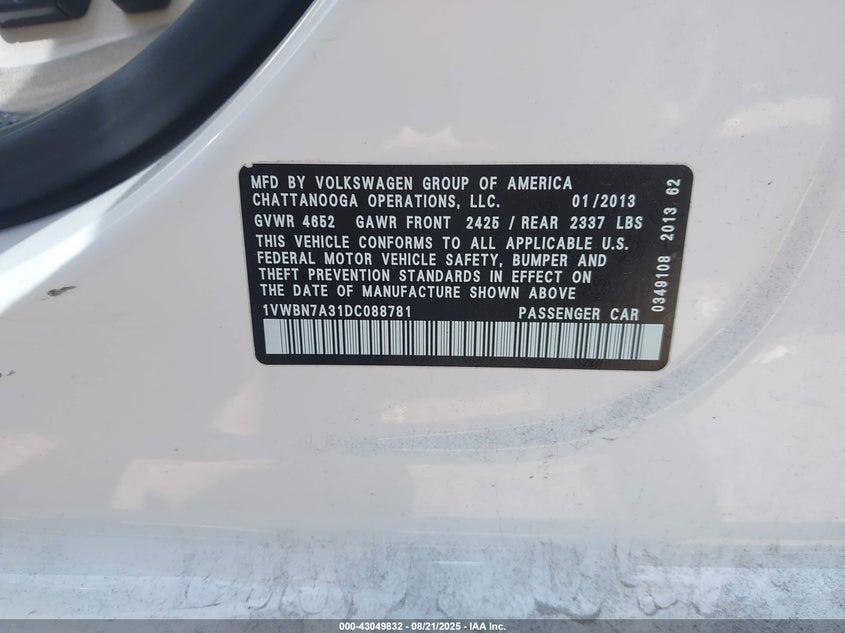 MFD BY VOLKSWAGEN GROUP OF AMERICA
CHATTANOOGA OPERATIONS, LLC. 01/2013
GVWR 4652 GAWR FRONT 2425 / REAR 2337 LBS
THIS VEHICLE CONFORMS TO ALL APPLICABLE U.S.
FEDERAL MOTOR VEHICLE SAFETY, BUMPER AND
THEFT PREVENTION STANDARDS IN EFFECT ON
THE DATE OF MANUFACTURE SHOWN ABOVE
1VWBN7A31DC088781 PASSENGER CAR
0349108 2013 62
000-43049832 - 08/21/2025 - IAA Inc.